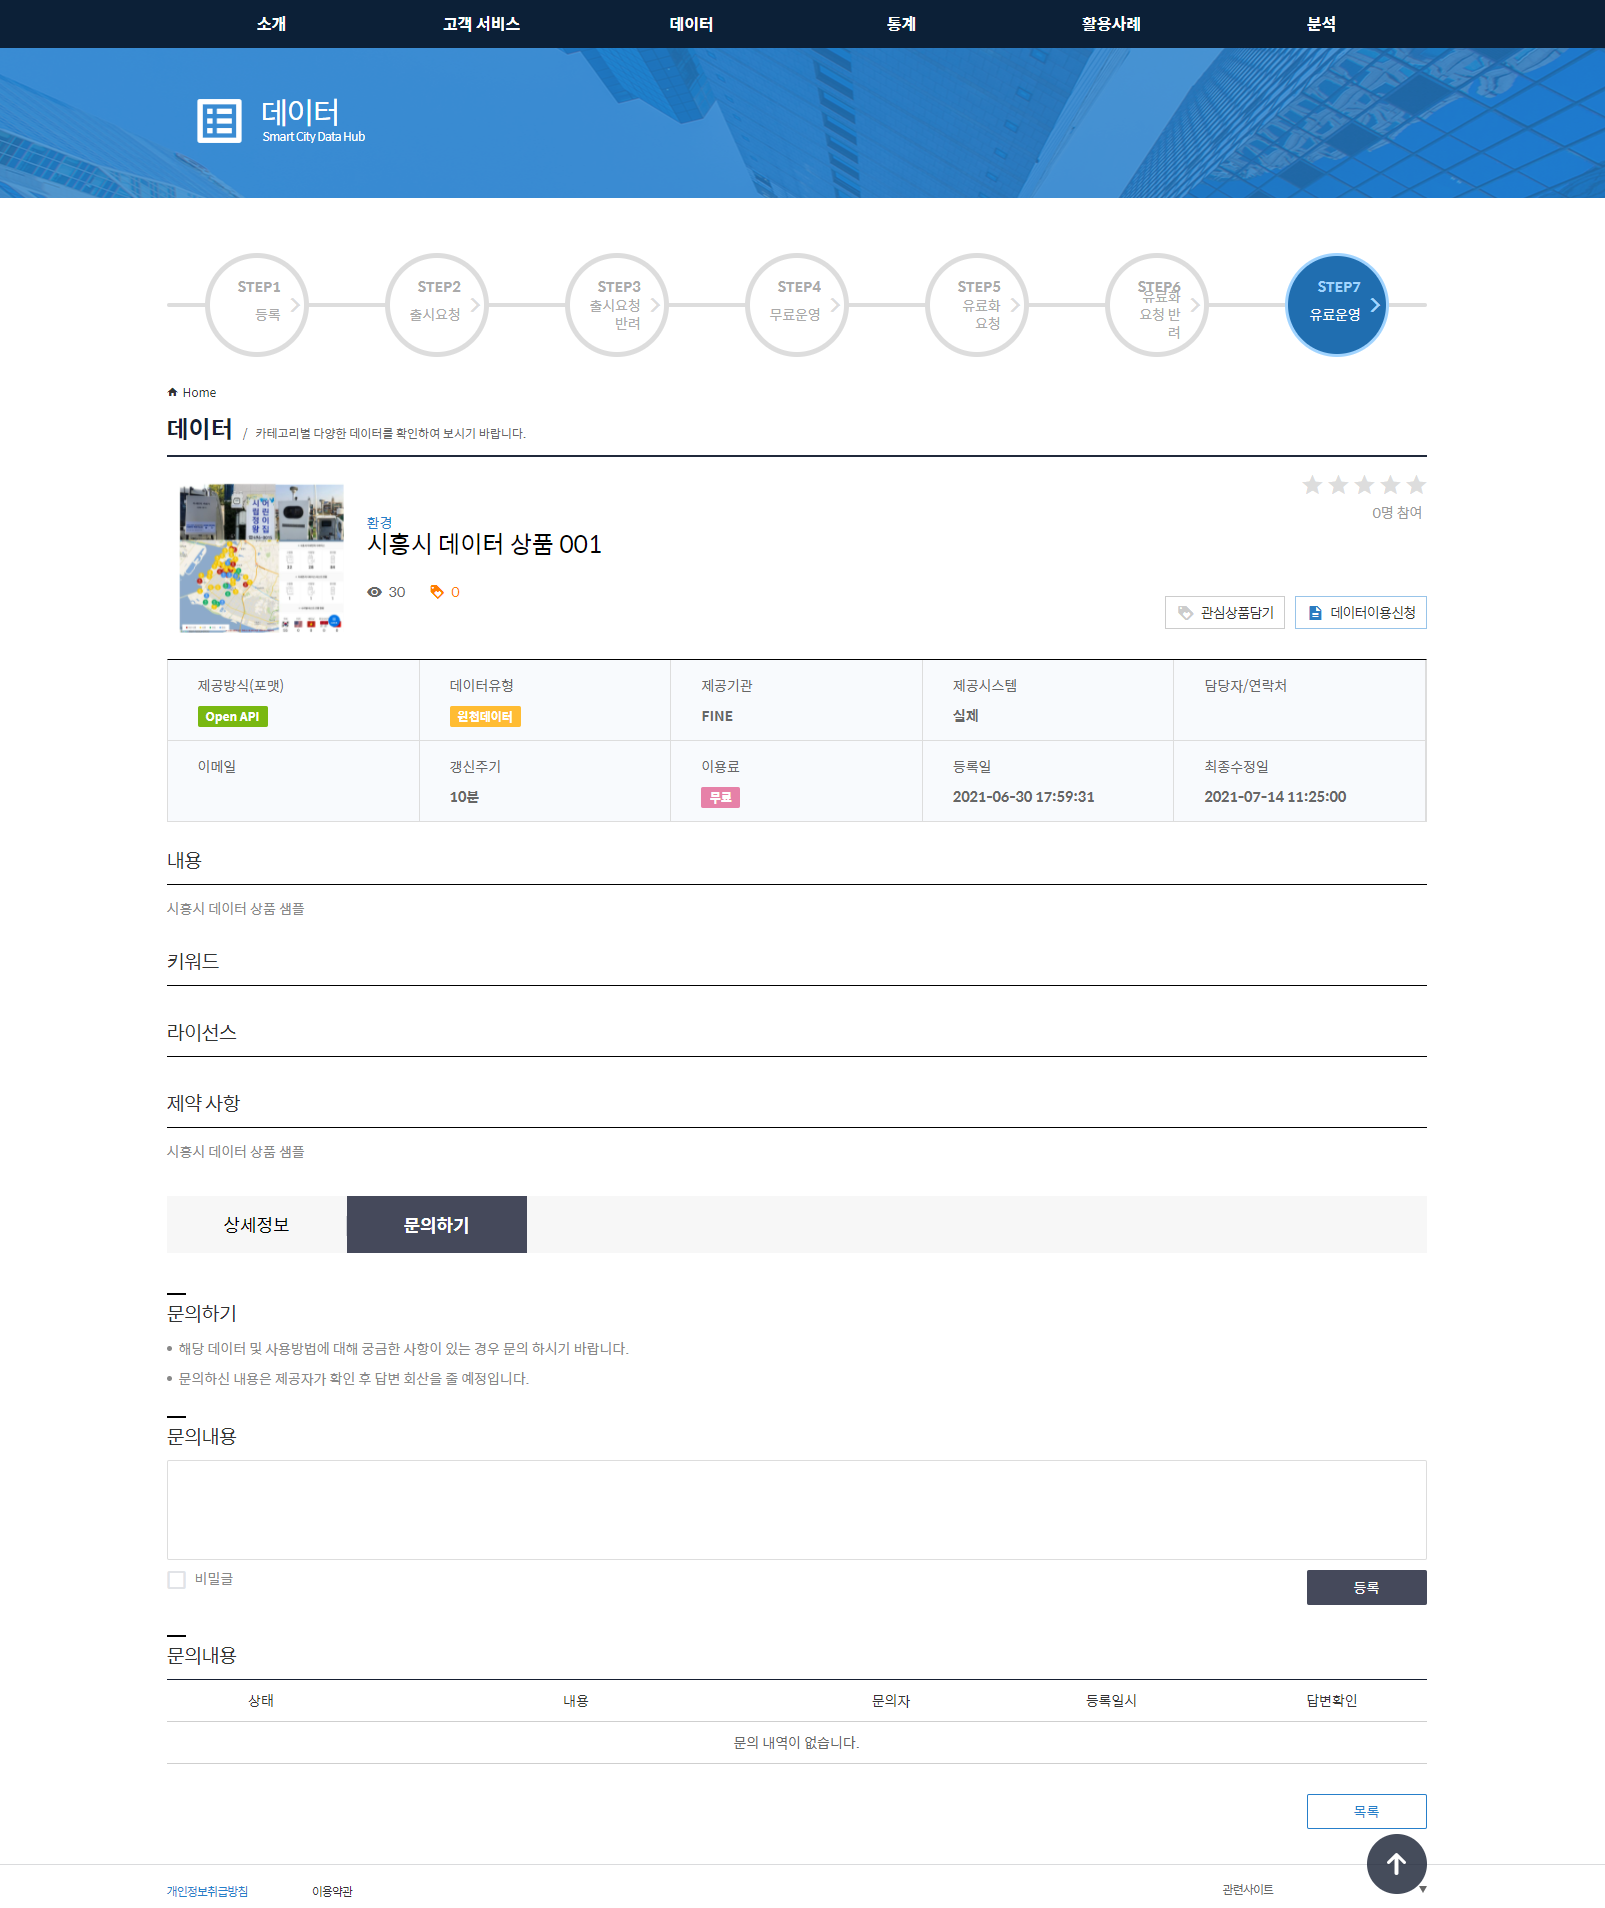 소개 고객 서비스 데이터 통계 활용사례 분석
데이터
Smart City Data Hub
STEP1
등록
STEP2
출시요청
STEP3
출시요청
반려
STEP4
무료운영
STEP5
유료화
요청
STEP6
유료화
요청 반
려
STEP7
유료운영
Home
데이터 / 카테고리별 다양한 데이터를 확인하여 보시기 바랍니다.
0명 참여
환경
시흥시 데이터 상품 001
30 0
관심상품담기 데이터이용신청
제공방식(포맷) 데이터유형 제공기관 제공시스템 담당자/연락처
Open API 원천데이터 FINE 실제
이메일 갱신주기 이용료 등록일 최종수정일
10분 무료 2021-06-30 17:59:31 2021-07-14 11:25:00
내용
시흥시 데이터 상품 샘플
키워드
라이선스
제약 사항
시흥시 데이터 상품 샘플
상세정보 문의하기
문의하기
해당 데이터 및 사용방법에 대해 궁금한 사항이 있는 경우 문의 하시기 바랍니다.
문의하신 내용은 제공자가 확인 후 답변 회산을 줄 예정입니다.
문의내용
비밀글 등록
문의내용
상태 내용 문의자 등록일시 답변확인
문의 내역이 없습니다.
목록
개인정보취급방침 이용약관 관련사이트